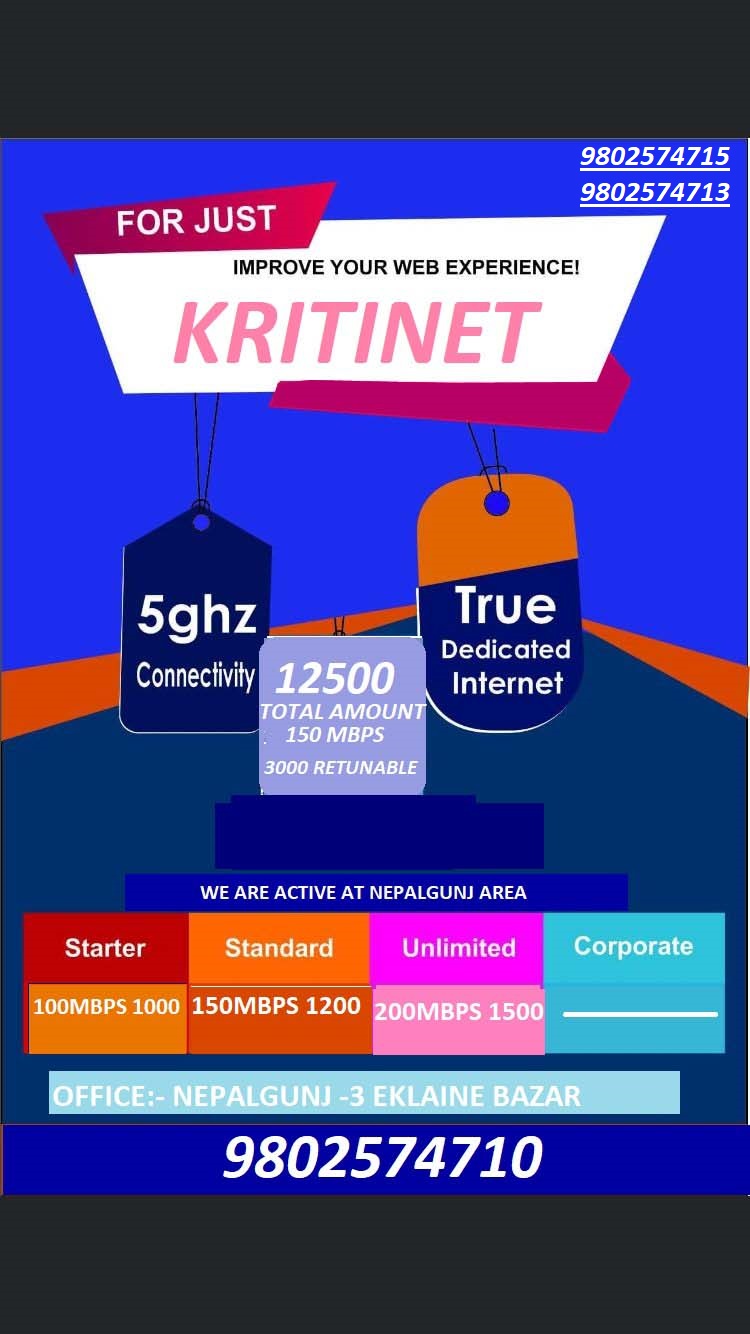 9802574715
9802574713
FOR JUST
IMPROVE YOUR WEB EXPERIENCE!
KRITINET
5ghz
Connectivity
True
Dedicated
Internet
12500
TOTAL AMOUNT
: 150 MBPS
3000 RETUNABLE
WE ARE ACTIVE AT NEPALGUNJ AREA
Starter Standard Unlimited Corporate
100MBPS 1000 150MBPS 1200 200MBPS 1500
OFFICE:- NEPALGUNJ -3 EKLAINE BAZAR
9802574710